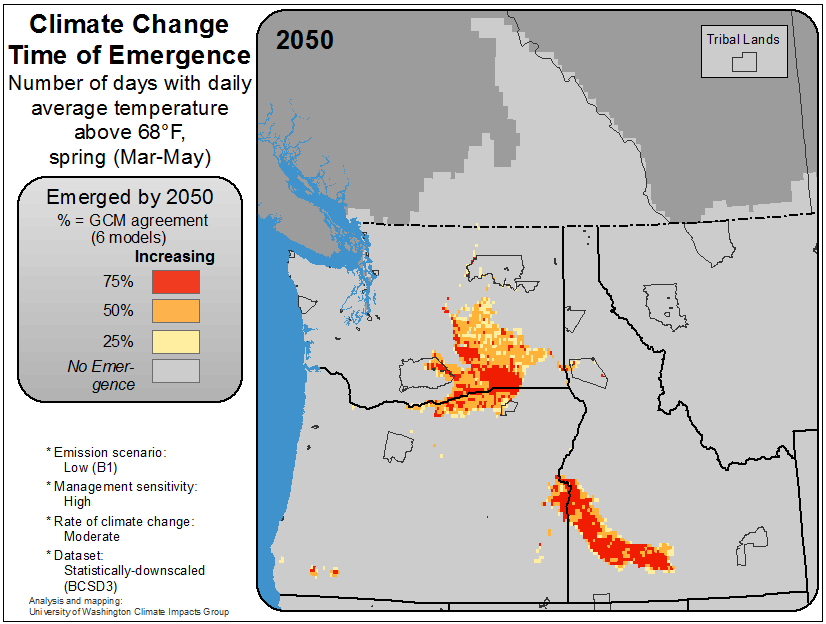 Climate Change
Time of Emergence
Number of days with daily
average temperature
above 68°F,
spring (Mar-May)
Emerged by 2050
% = GCM agreement
(6 models)
Increasing
75%
50%
25%
No Emer-
gence
* Emission scenario:
Low (B1)
* Management sensitivity:
High
* Rate of climate change:
Moderate
* Dataset:
Statistically-downscaled
(BCSD3)
Analysis and mapping:
University of Washington Climate Impacts Group
2050
Tribal Lands